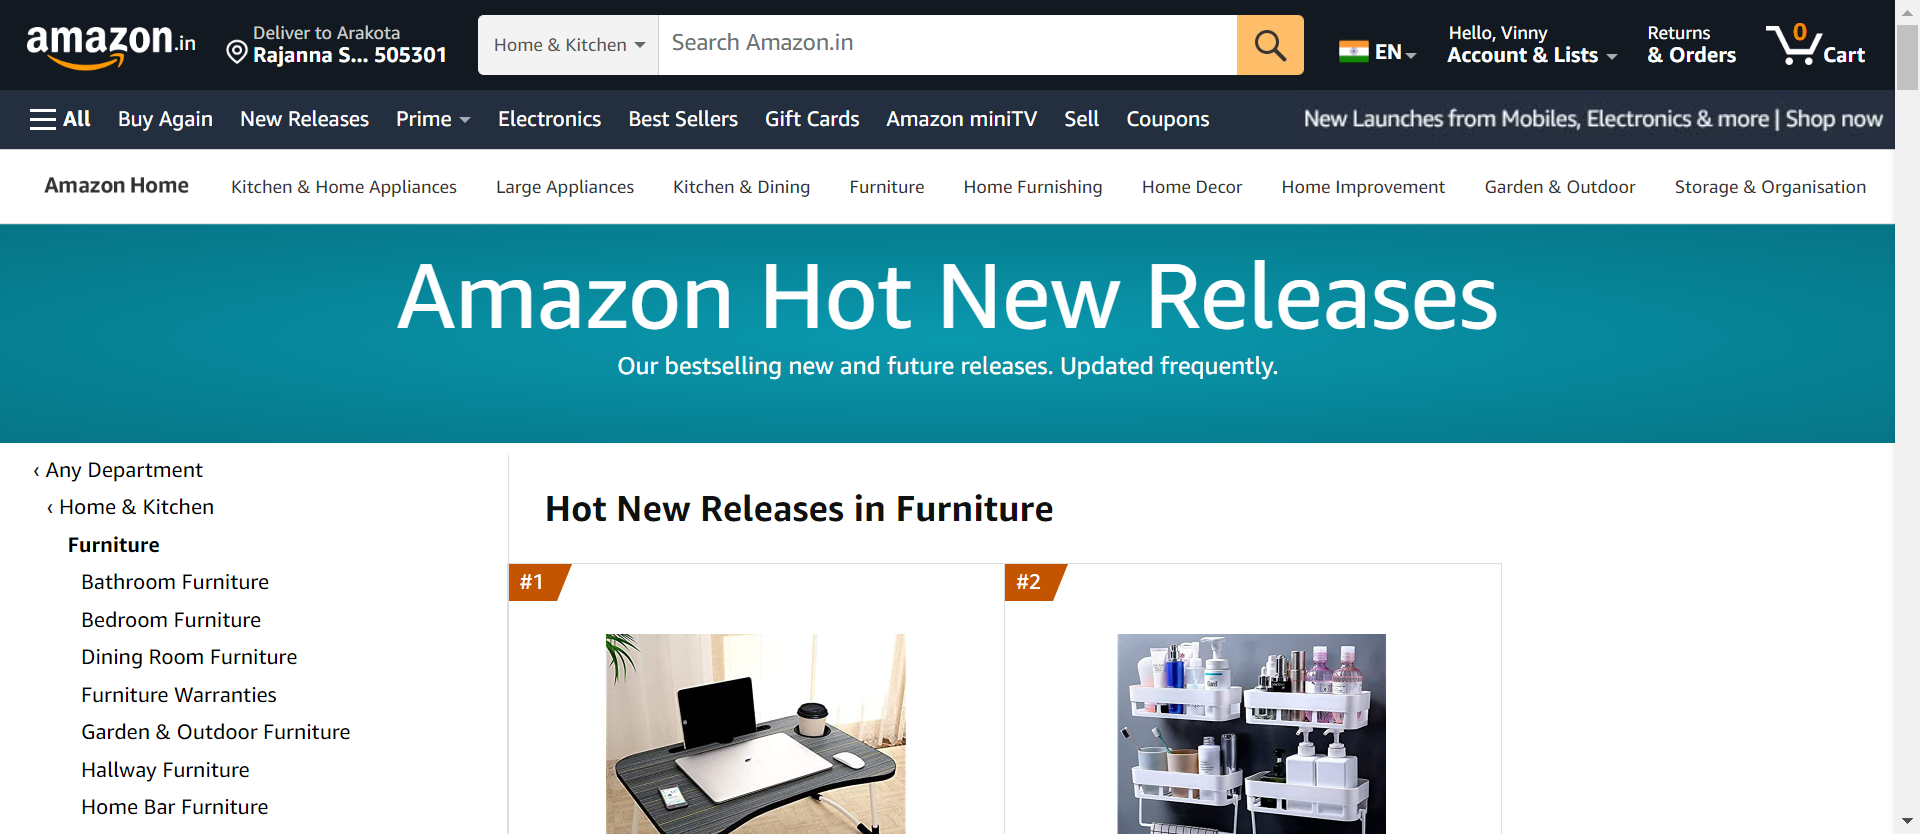 amazon.in
Deliver to Arakota
Rajanna S... 505301
Home & Kitchen
Search Amazon.in
EN
Hello, Vinny
Account & Lists
Returns
& Orders
0
Cart
All Buy Again New Releases Prime Electronics Best Sellers Gift Cards Amazon miniTV Sell Coupons New Launches from Mobiles, Electronics & more | Shop now
Amazon Home Kitchen & Home Appliances Large Appliances Kitchen & Dining Furniture Home Furnishing Home Decor Home Improvement Garden & Outdoor Storage & Organisation
Amazon Hot New Releases
Our bestselling new and future releases. Updated frequently.
‹ Any Department
‹ Home & Kitchen
Furniture
Bathroom Furniture
Bedroom Furniture
Dining Room Furniture
Furniture Warranties
Garden & Outdoor Furniture
Hallway Furniture
Home Bar Furniture
Hot New Releases in Furniture
#1
#2